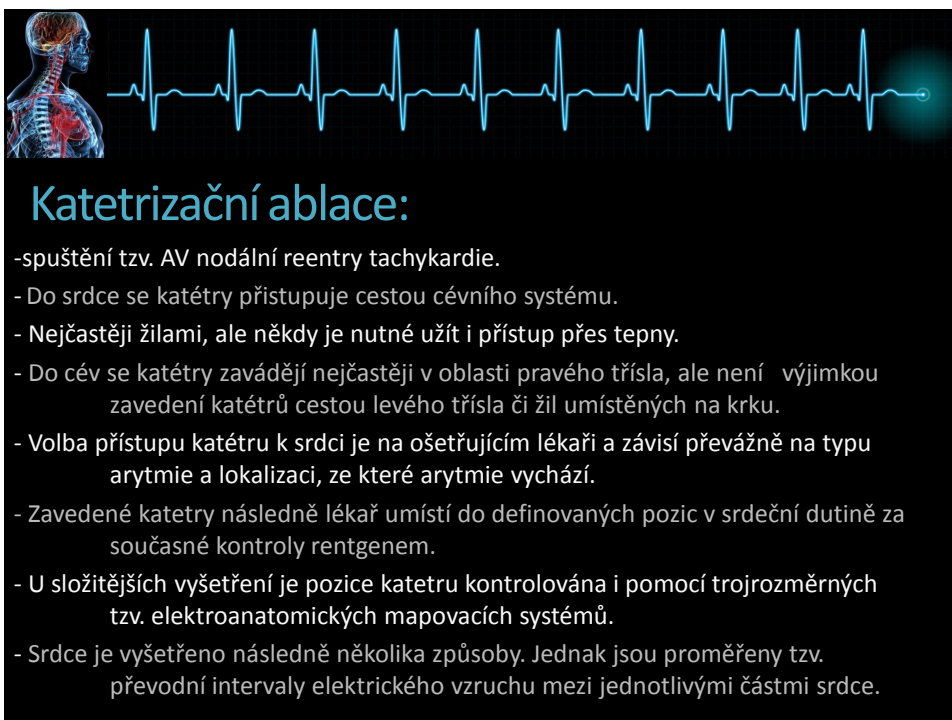 Katetrizační ablace:
-spuštění tzv. AV nodální reentry tachykardie.
- Do srdce se katétry přistupuje cestou cévního systému.
- Nejčastěji žilami, ale někdy je nutné užít i přístup přes tepny.
- Do cév se katétry zavádějí nejčastěji v oblasti pravého třísla, ale není výjimkou
zavedení katétrů cestou levého třísla či žil umístěných na krku.
- Volba přístupu katétru k srdci je na ošetřujícím lékaři a závisí převážně na typu
arytmie a lokalizaci, ze které arytmie vychází.
- Zavedené katetry následně lékař umístí do definovaných pozic v srdeční dutině za
současné kontroly rentgenem.
- U složitějších vyšetření je pozice katetru kontrolována i pomocí trojrozměrných
tzv. elektroanatomických mapovacích systémů.
- Srdce je vyšetřeno následně několika způsoby. Jednak jsou proměřeny tzv.
převodní intervaly elektrického vzruchu mezi jednotlivými částmi srdce.